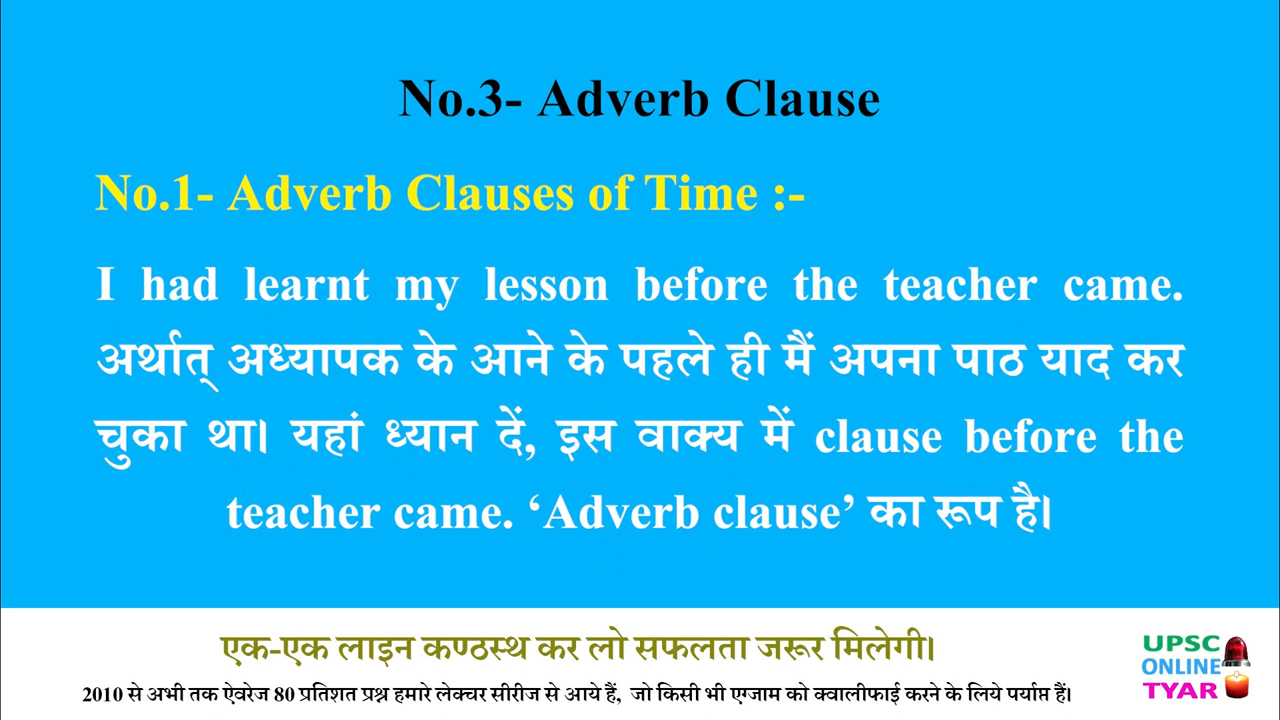 No.3- Adverb Clause
No.1- Adverb Clauses of Time :-
I had learnt my lesson before the teacher came.
अर्थात् अध्यापक के आने के पहले ही मैं अपना पाठ याद कर
चुका था। यहां ध्यान दें, इस वाक्य में clause before the
teacher came. ‘Adverb clause’ का रूप है।
एक-एक लाइन कण्ठस्थ कर लो सफलता जरूर मिलेगी।
2010 से अभी तक ऐवरेज 80 प्रतिशत प्रश्न हमारे लेक्चर सीरीज से आये हैं, जो किसी भी एग्जाम को क्वालीफाई करने के लिये पर्याप्त हैं।
UPSC
ONLINE
TYAR